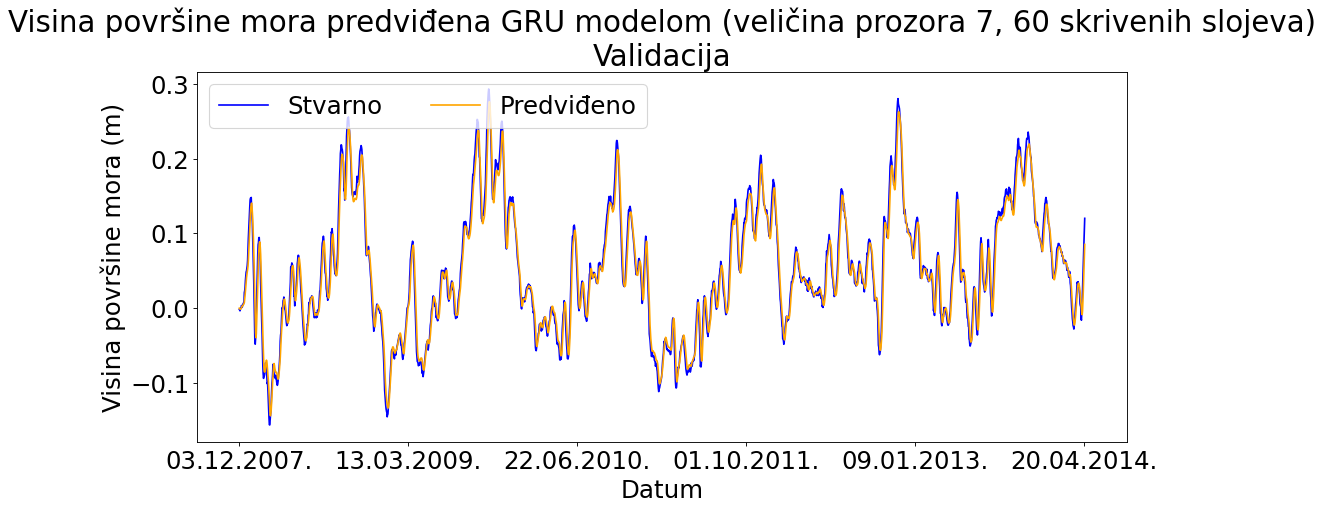 Visina površine mora predviđena GRU modelom (veličina prozora 7, 60 skrivenih slojeva)
Validacija
Stvarno Predviđeno
Visina površine mora (m)
0.3
0.2
0.1
0.0
−0.1
03.12.2007. 13.03.2009. 22.06.2010. 01.10.2011. 09.01.2013. 20.04.2014.
Datum